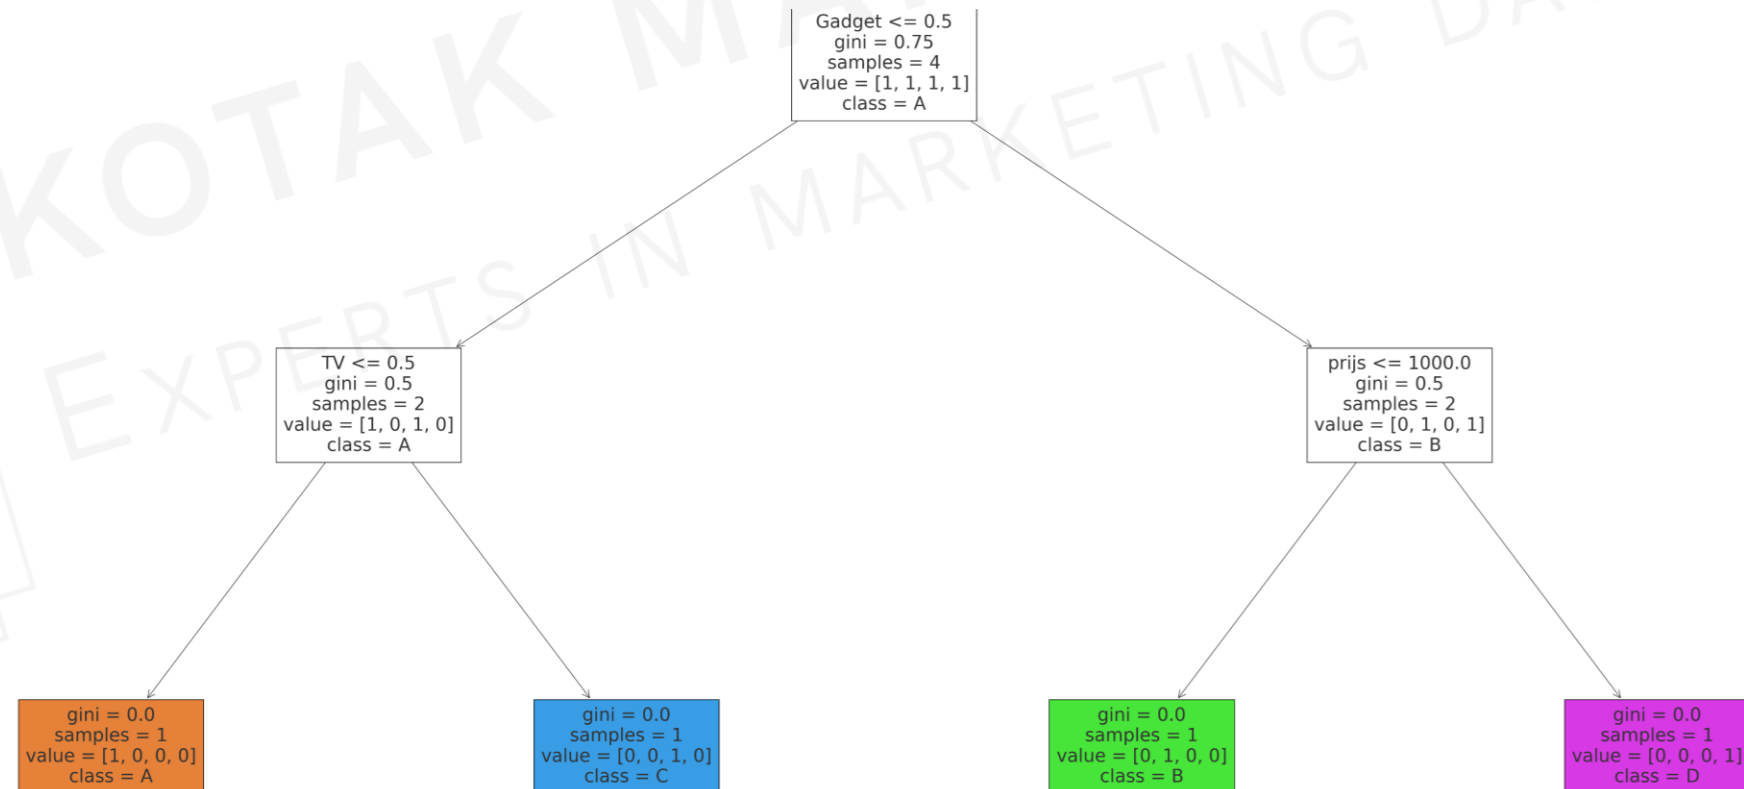 KOTAK MA
EXPERTS IN MARKETING DA
Gadget <= 0.5
gini = 0.75
samples = 4
value = [1, 1, 1, 1]
class = A
TV <= 0.5
gini = 0.5
samples = 2
value = [1, 0, 1, 0]
class = A
prijs <= 1000.0
gini = 0.5
samples = 2
value = [0, 1, 0, 1]
class = B
gini = 0.0
samples = 1
value = [1, 0, 0, 0]
class = A
gini = 0.0
samples = 1
value = [0, 0, 1, 0]
class = C
gini = 0.0
samples = 1
value = [0, 1, 0, 0]
class = B
gini = 0.0
samples = 1
value = [0, 0, 0, 1]
class = D